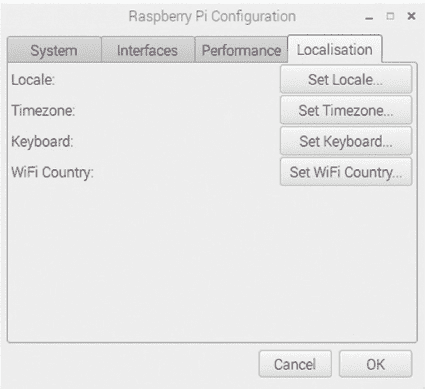 Raspberry Pi Configuration
System Interfaces Performance Localisation
Locale: Set Locale...
Timezone: Set Timezone...
Keyboard: Set Keyboard...
WiFi Country: Set WiFi Country...
Cancel OK